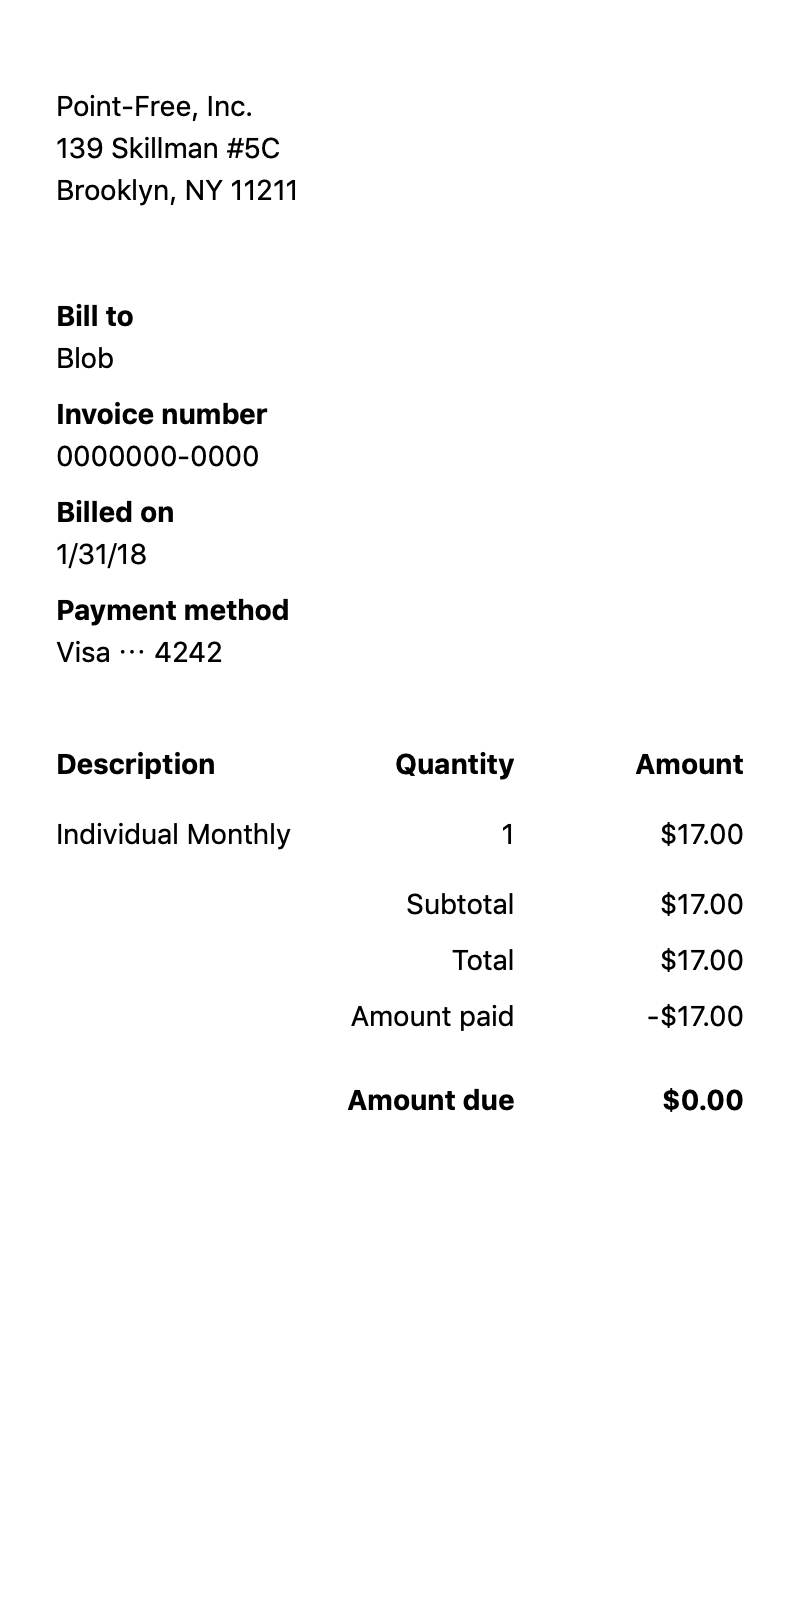 Point-Free, Inc.
139 Skillman #5C
Brooklyn, NY 11211
Bill to
Blob
Invoice number
0000000-0000
Billed on
1/31/18
Payment method
Visa ⋯ 4242
Description Quantity Amount
Individual Monthly 1 $17.00
Subtotal $17.00
Total $17.00
Amount paid -$17.00
Amount due $0.00